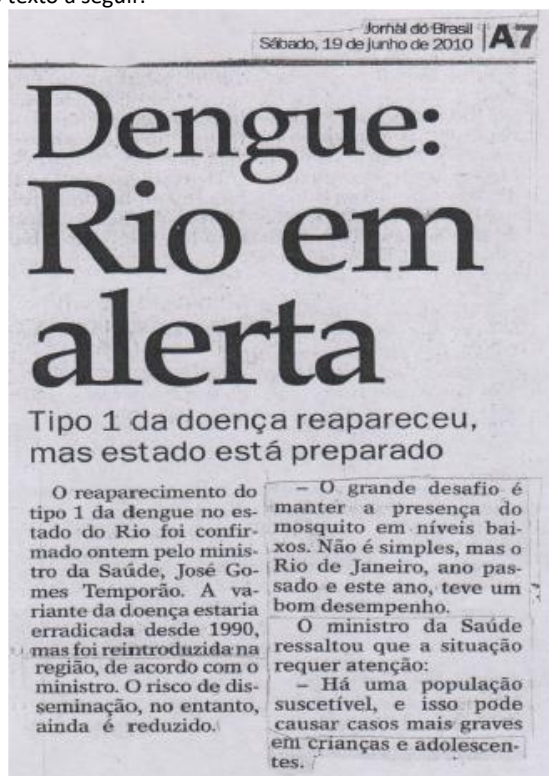 texto a seguir:
Jornal do Brasil
Sábado, 19 de junho de 2010
A7
Dengue:
Rio em
alerta
Tipo 1 da doença reapareceu,
mas estado está preparado
O reaparecimento do
tipo 1 da dengue no es-
tado do Rio foi confir-
mado ontem pelo minis-
tro da Saúde, José Go-
mes Temporão. A va-
riante da doença estaria
erradicada desde 1990,
mas foi reintroduzida na
região, de acordo com o
ministro. O risco de dis-
seminação, no entanto,
ainda é reduzido.
– O grande desafio é
manter a presença do
mosquito em níveis bai-
xos. Não é simples, mas o
Rio de Janeiro, ano pas-
sado e este ano, teve um
bom desempenho.
O ministro da Saúde
ressaltou que a situação
requer atenção:
– Há uma população
suscetível, e isso pode
causar casos mais graves
em crianças e adolescen-
tes.